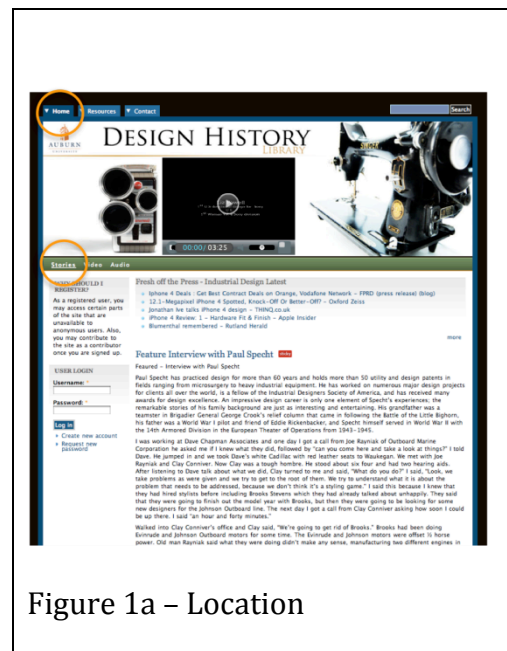 Home
Resources
Contact
Search
AUBURN
UNIVERSITY
DESIGN HISTORY
LIBRARY
00:00/ 03:25
Stories
Video
Audio
WHY SHOULD I
REGISTER?
As a registered user, you
may access certain parts
of the site that are
unavailable to
anonymous users. Also,
you may contribute to
the site as a contributor
once you are signed up.
USER LOGIN
Username: *
Password: *
Log in
Create new account
Request new
password
Fresh off the Press - Industrial Design Latest
Iphone 4 Deals : Get Best Contract Deals on Orange, Vodafone Network - FPRD (press release) (blog)
12.1-Megapixel iPhone 4 Spotted, Knock-Off Or Better-Off? - Oxford Zeiss
Jonathan Ive talks iPhone 4 design - THINQ.co.uk
iPhone 4 Review: 1 - Hardware Fit & Finish - Apple Insider
Blumenthal remembered - Rutland Herald
more
Feature Interview with Paul Specht
Feaured - Interview with Paul Specht
Paul Specht has practiced design for more than 60 years and holds more than 50 utility and design patents in
fields ranging from microsurgery to heavy industrial equipment. He has worked on numerous major design projects
for clients all over the world, is a fellow of the Industrial Designers Society of America, and has received many
awards for design excellence. An impressive design career is only one element of Specht's experiences; the
remarkable stories of his family background are just as interesting and entertaining. His grandfather was a
teamster in Brigadier General George Crook's relief column that came in following the Battle of the Little Bighorn,
his father was a World War I pilot and friend of Eddie Rickenbacker, and Specht himself served in World War II with
the 14th Armored Division in the European Theater of Operations from 1943-1945.
I was working at Dave Chapman Associates and one day I got a call from Joe Rayniak of Outboard Marine
Corporation he asked me if I knew what they did, followed by "can you come here and take a look at things?" I told
Dave. He jumped in and we took Dave's white Cadillac with red leather seats to Waukegan. We met with Joe
Rayniak and Clay Conniver. Now Clay was a tough hombre. He stood about six four and had two hearing aids.
After listening to Dave talk about what we did, Clay turned to me and said, "What do you do?" I said, "Look, we
take problems as were given and we try to get to the root of them. We try to understand what it is about the
problem that needs to be addressed, because we don't think it's a styling game." I said this because I knew that
they had hired stylists before including Brooks Stevens which they had already talked about unhappily. They said
that they were going to finish out the model year with Brooks, but then they were going to be looking for some
new designers for the Johnson Outboard line. The next day I got a call from Clay Conniver asking how soon I could
be up there. I said "an hour and forty minutes."
Walked into Clay Conniver's office and Clay said, "We're going to get rid of Brooks." Brooks had been doing
Evinrude and Johnson Outboard motors for some time. The Evinrude and Johnson motors were offset ½ horse
power. Old man Rayniak said what they were doing didn't make any sense, manufacturing two different engines in
Figure 1a – Location